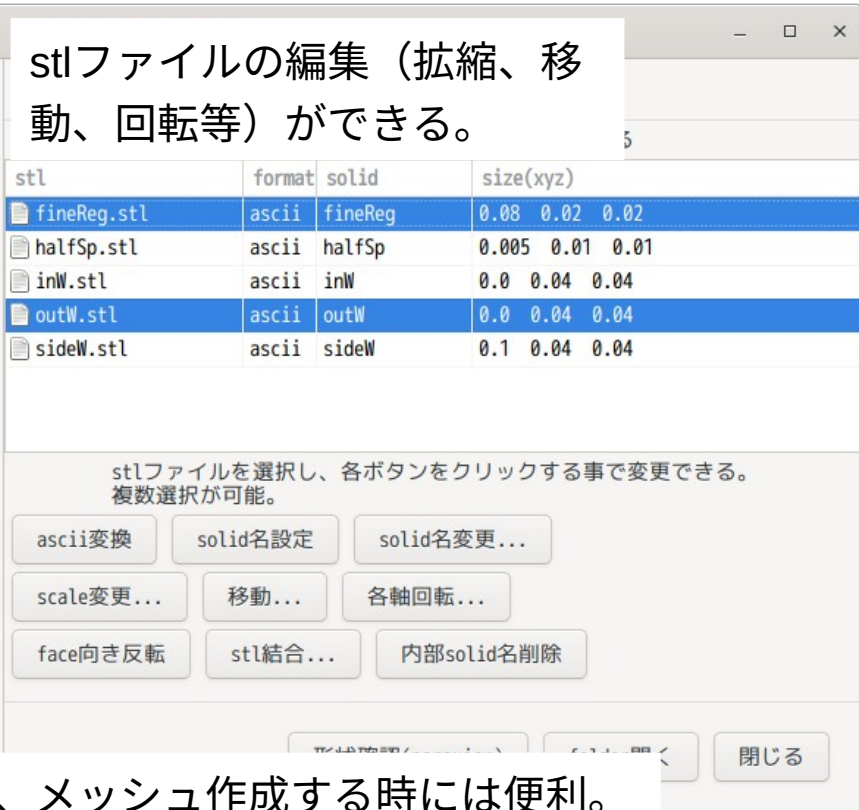 stlファイルの編集（拡縮、移
動、回転等）ができる。
る
stl format solid size(xyz)
fineReg.stl ascii fineReg 0.08 0.02 0.02
halfSp.stl ascii halfSp 0.005 0.01 0.01
inW.stl ascii inW 0.0 0.04 0.04
outW.stl ascii outW 0.0 0.04 0.04
sideW.stl ascii sideW 0.1 0.04 0.04
stlファイルを選択し、各ボタンをクリックする事で変更できる。
複数選択が可能。
ascii変換 solid名設定 solid名変更...
scale変更... 移動... 各軸回転...
face向き反転 stl結合... 内部solid名削除
閉じる
、メッシュ作成する時には便利。